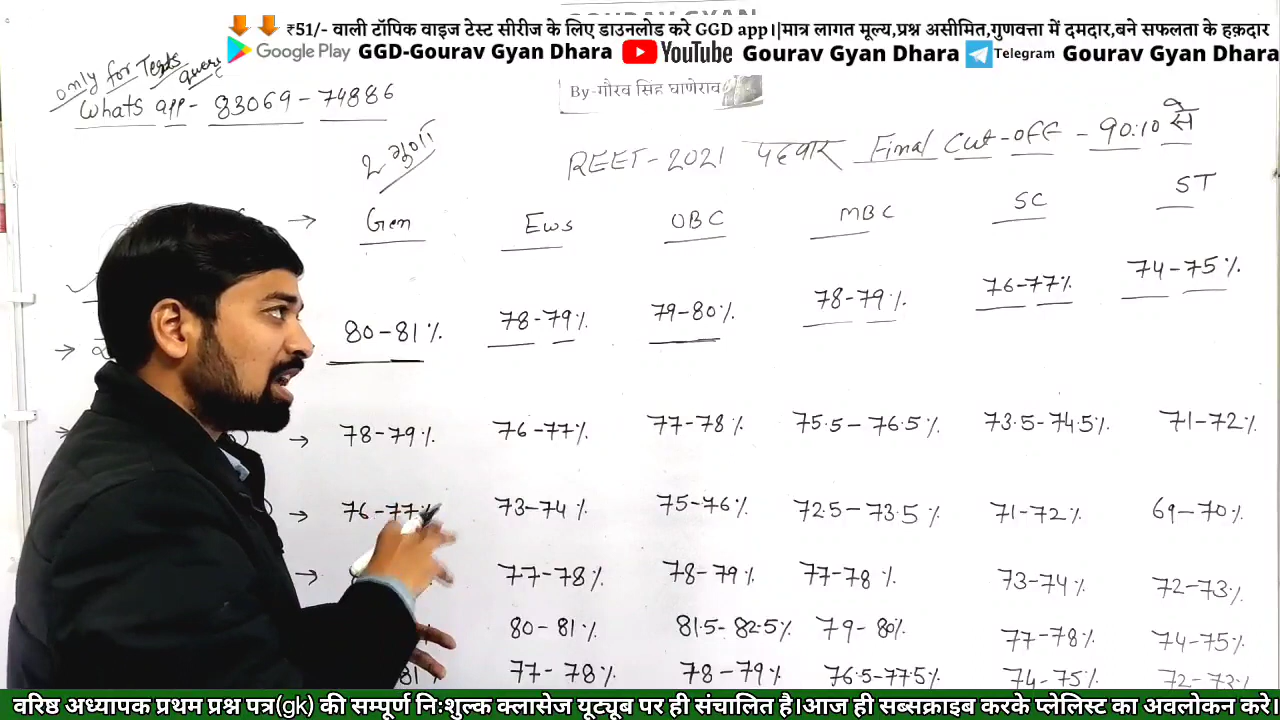 GOURAV GYAN
₹51/- वाली टॉपिक वाइज टेस्ट सीरीज के लिए डाउनलोड करे GGD app||मात्र लागत मूल्य,प्रश्न असीमित,गुणवत्ता में दमदार,बने सफलता के हक़दार
Google Play GGD-Gourav Gyan Dhara YouTube Gourav Gyan Dhara Telegram Gourav Gyan Dhara
only for Tests query
Whats app - 83069-74886
By-गौरव सिंह घाणेराव
2 गुणा
REET-2021 पदवार Final Cut-off - 90:10 से
→ Gen Ews OBC MBC SC ST
80-81% 78-79% 79-80% 78-79% 76-77% 74-75%
→ 78-79% 76-77% 77-78% 75.5-76.5% 73.5-74.5% 71-72%
→ 76-77% 73-74% 75-76% 72.5-73.5% 71-72% 69-70%
→ 77-78% 78-79% 77-78% 73-74% 72-73%
80-81% 81.5-82.5% 79-80% 77-78% 74-75%
81 77-78% 78-79% 76.5-77.5% 74-75% 72-73%
वरिष्ठ अध्यापक प्रथम प्रश्न पत्र(gk) की सम्पूर्ण निःशुल्क क्लासेज यूट्यूब पर ही संचालित है।आज ही सब्सक्राइब करके प्लेलिस्ट का अवलोकन करे।